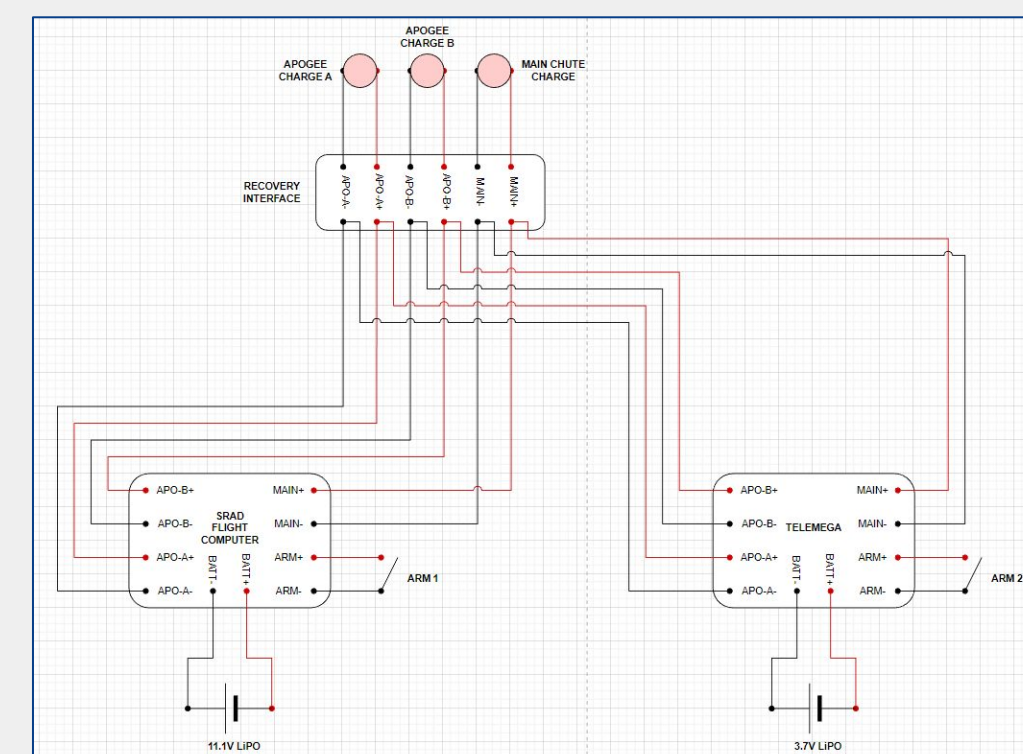 APOGEE
CHARGE B
APOGEE
CHARGE A
MAIN CHUTE
CHARGE
RECOVERY
INTERFACE
APO-A-
APO-A+
APO-B-
APO-B+
MAIN-
MAIN+
APO-B+
MAIN+
APO-B-
SRAD
FLIGHT
COMPUTER
MAIN-
APO-A+
BATT-
BATT+
ARM+
APO-A-
ARM-
ARM 1
11.1V LiPO
APO-B+
MAIN+
APO-B-
TELEMEGA
MAIN-
APO-A+
BATT-
BATT+
ARM+
APO-A-
ARM-
ARM 2
3.7V LiPO